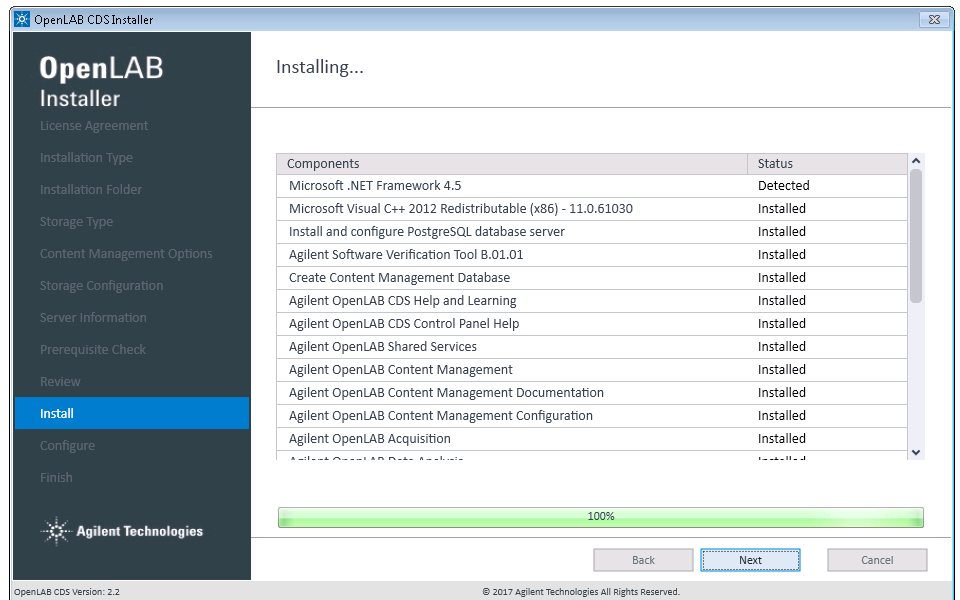 OpenLAB CDS Installer
OpenLAB
Installer
License Agreement
Installation Type
Installation Folder
Storage Type
Content Management Options
Storage Configuration
Server Information
Prerequisite Check
Review
Install
Configure
Finish
Agilent Technologies
Installing...
Components Status
Microsoft .NET Framework 4.5 Detected
Microsoft Visual C++ 2012 Redistributable (x86) - 11.0.61030 Installed
Install and configure PostgreSQL database server Installed
Agilent Software Verification Tool B.01.01 Installed
Create Content Management Database Installed
Agilent OpenLAB CDS Help and Learning Installed
Agilent OpenLAB CDS Control Panel Help Installed
Agilent OpenLAB Shared Services Installed
Agilent OpenLAB Content Management Installed
Agilent OpenLAB Content Management Documentation Installed
Agilent OpenLAB Content Management Configuration Installed
Agilent OpenLAB Acquisition Installed
Agilent OpenLAB Data Analysis Installed
100%
Back Next Cancel
OpenLAB CDS Version: 2.2 © 2017 Agilent Technologies All Rights Reserved.